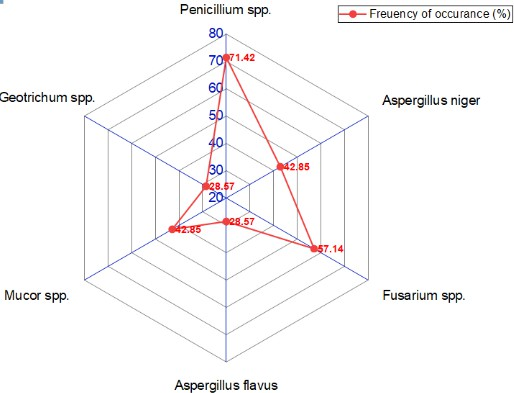 Penicillium spp.
Freuency of occurance (%)
80
70
60
50
40
30
20
71.42
Geotrichum spp.
Aspergillus niger
42.85
28.57
42.85
28.57
57.14
Mucor spp.
Fusarium spp.
Aspergillus flavus